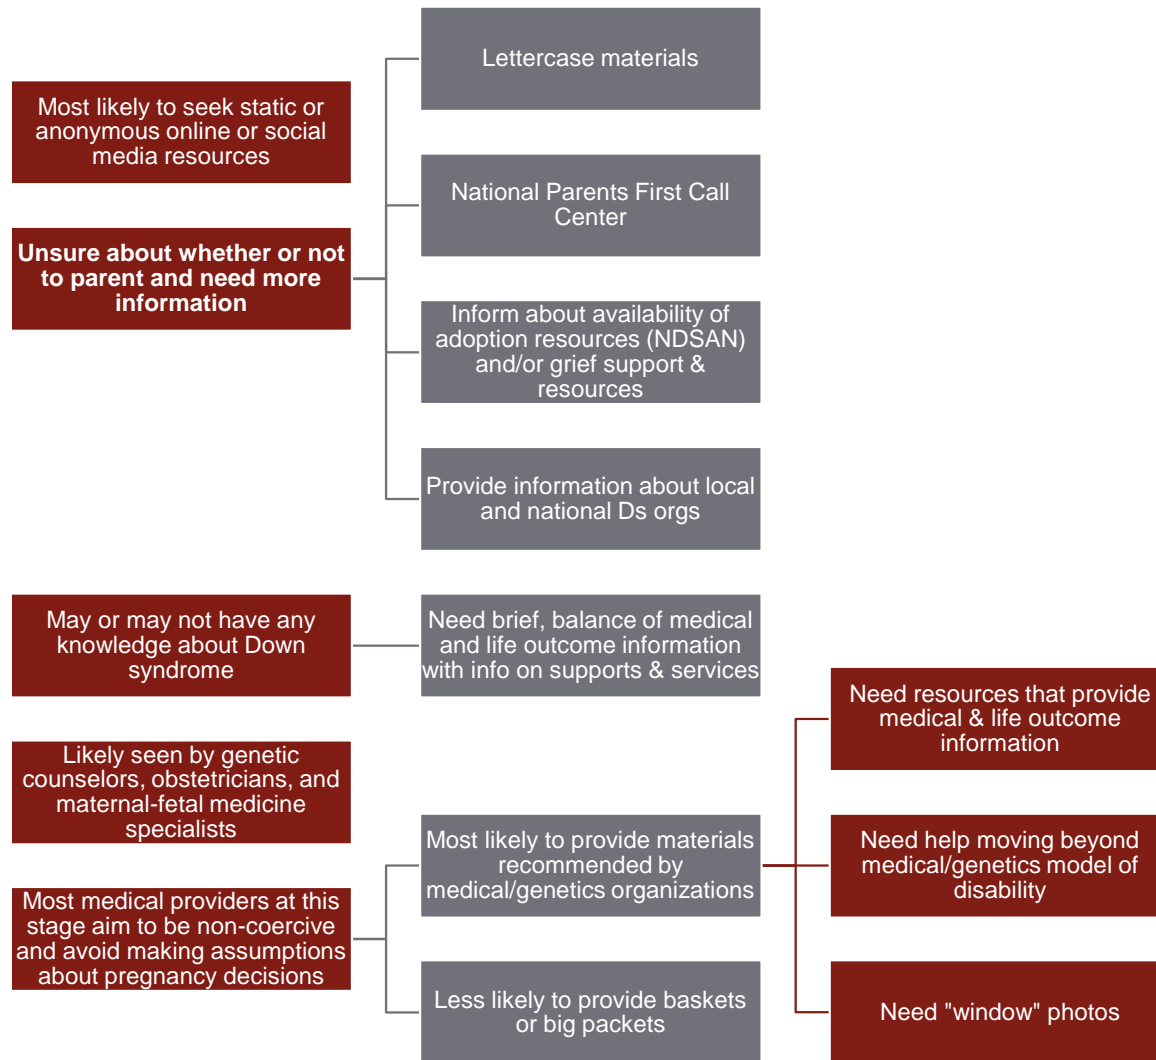 Lettercase materials
Most likely to seek static or
anonymous online or social
media resources
National Parents First Call
Center
Unsure about whether or not
to parent and need more
information
Inform about availability of
adoption resources (NDSAN)
and/or grief support &
resources
Provide information about local
and national Ds orgs
May or may not have any
knowledge about Down
syndrome
Need brief, balance of medical
and life outcome information
with info on supports & services
Likely seen by genetic
counselors, obstetricians, and
maternal-fetal medicine
specialists
Most medical providers at this
stage aim to be non-coercive
and avoid making assumptions
about pregnancy decisions
Most likely to provide materials
recommended by
medical/genetics organizations
Less likely to provide baskets
or big packets
Need resources that provide
medical & life outcome
information
Need help moving beyond
medical/genetics model of
disability
Need "window" photos